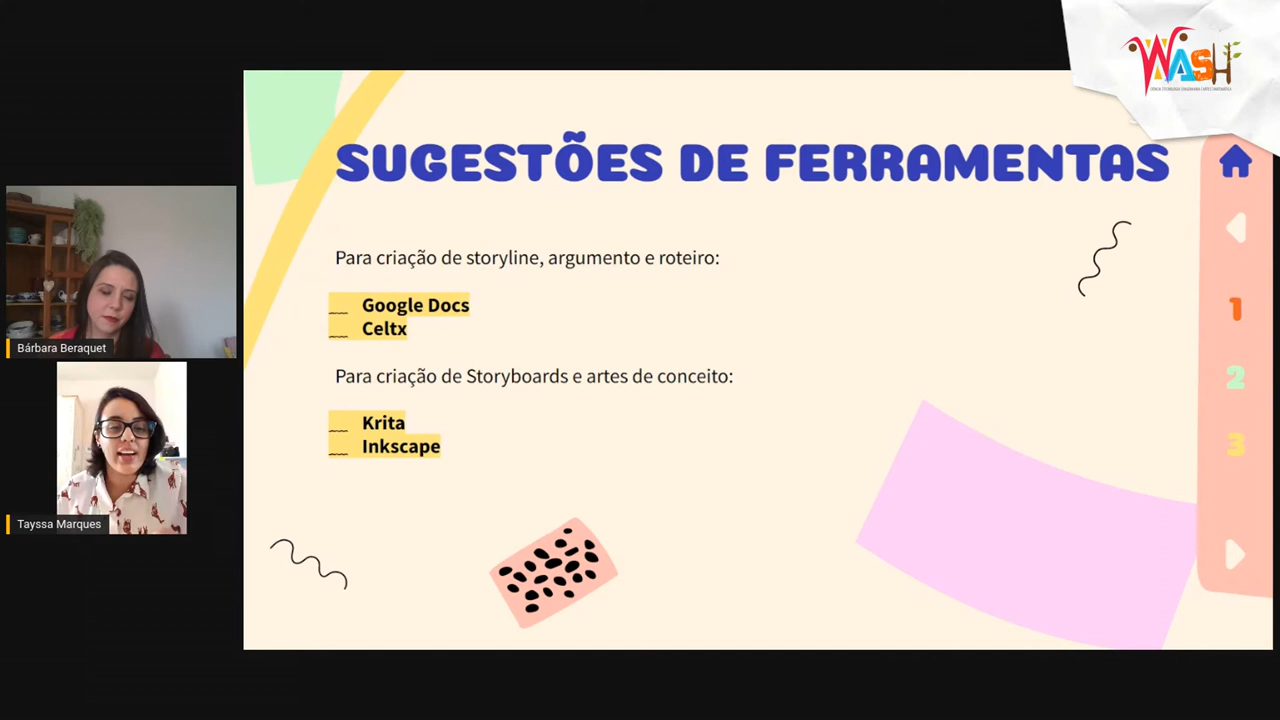 WASH
SUGESTÕES DE FERRAMENTAS
Para criação de storyline, argumento e roteiro:
Google Docs
Celtx
Para criação de Storyboards e artes de conceito:
Krita
Inkscape
1
2
3
Bárbara Beraquet
Tayssa Marques